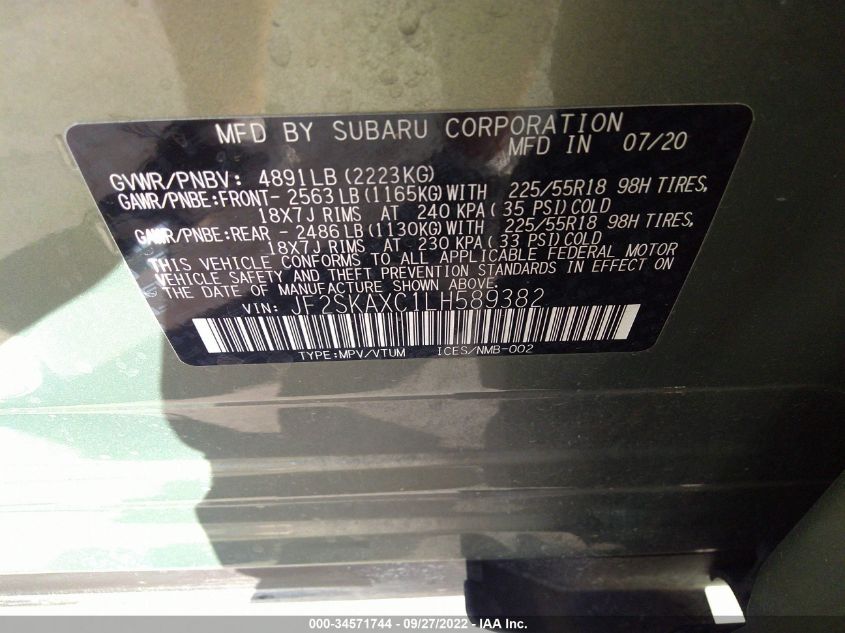 MFD BY SUBARU CORPORATION
MFD IN 07/20
GVWR/PNBV: 4891LB (2223KG)
GAWR/PNBE:FRONT- 2563 LB (1165KG) WITH 225/55R18 98H TIRES,
18X7J RIMS AT 240 KPA ( 35 PSI) COLD
GAWR/PNBE:REAR - 2486 LB (1130KG) WITH 225/55R18 98H TIRES,
18X7J RIMS AT 230 KPA ( 33 PSI) COLD
THIS VEHICLE CONFORMS TO ALL APPLICABLE FEDERAL MOTOR
VEHICLE SAFETY AND THEFT PREVENTION STANDARDS IN EFFECT ON
THE DATE OF MANUFACTURE SHOWN ABOVE.
VIN: JF2SKAXC1LH589382
TYPE:MPV/VTUM ICES/NMB-002
000-34571744 - 09/27/2022 - IAA Inc.